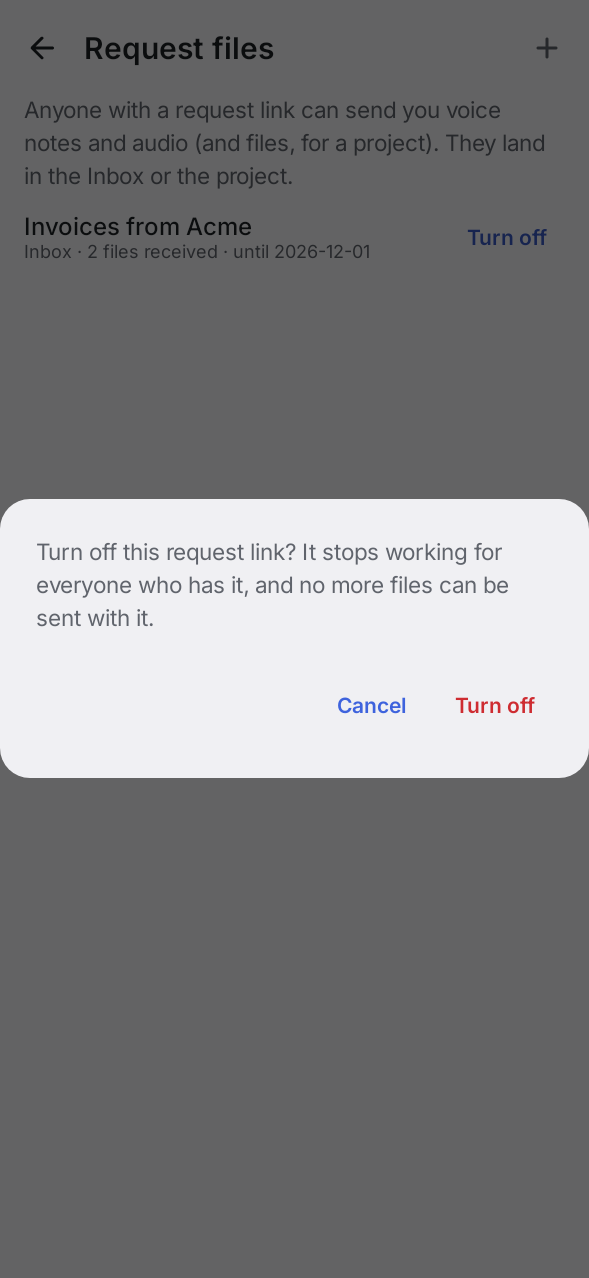 Request files
Anyone with a request link can send you voice
notes and audio (and files, for a project). They land
in the Inbox or the project.
Invoices from Acme
Inbox · 2 files received · until 2026-12-01
Turn off
Turn off this request link? It stops working for
everyone who has it, and no more files can be
sent with it.
Cancel
Turn off